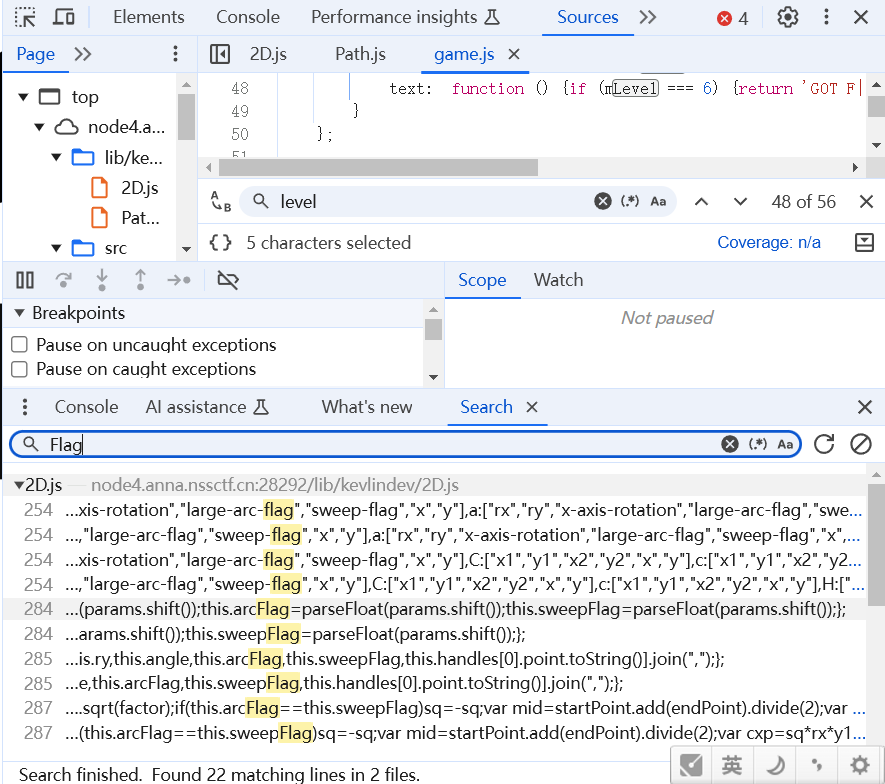 Elements Console Performance insights Sources 4
Page 2D.js Path.js game.js
top
node4.a...
lib/ke...
2D.js
Pat...
src
48 text: function () {if (mLevel === 6) {return 'GOT F
49 }
50 };
51
level Aa 48 of 56
{} 5 characters selected Coverage: n/a
Breakpoints
Pause on uncaught exceptions
Pause on caught exceptions
Scope Watch
Not paused
Console AI assistance What's new Search
Flag (.*) Aa
2D.js — node4.anna.nssctf.cn:28292/lib/kevlindev/2D.js
254 ...xis-rotation","large-arc-flag","sweep-flag","x","y"],a:["rx","ry","x-axis-rotation","large-arc-flag","swe...
254 ...,"large-arc-flag","sweep-flag","x","y"],a:["rx","ry","x-axis-rotation","large-arc-flag","sweep-flag","x",...
254 ...xis-rotation","large-arc-flag","sweep-flag","x","y"],C:["x1","y1","x2","y2","x","y"],c:["x1","y1","x2","y2...
254 ...,"large-arc-flag","sweep-flag","x","y"],C:["x1","y1","x2","y2","x","y"],c:["x1","y1","x2","y2","x","y"],H:["...
284 ...(params.shift());this.arcFlag=parseFloat(params.shift());this.sweepFlag=parseFloat(params.shift());};
284 ...arams.shift());this.sweepFlag=parseFloat(params.shift());};
285 ...is.ry,this.angle,this.arcFlag,this.sweepFlag,this.handles[0].point.toString()].join(",");};
285 ...e,this.arcFlag,this.sweepFlag,this.handles[0].point.toString()].join(",");};
287 ....sqrt(factor);if(this.arcFlag==this.sweepFlag)sq=-sq;var mid=startPoint.add(endPoint).divide(2);var ...
287 ...(this.arcFlag==this.sweepFlag)sq=-sq;var mid=startPoint.add(endPoint).divide(2);var cxp=sq*rx*y1...
Search finished. Found 22 matching lines in 2 files.
英